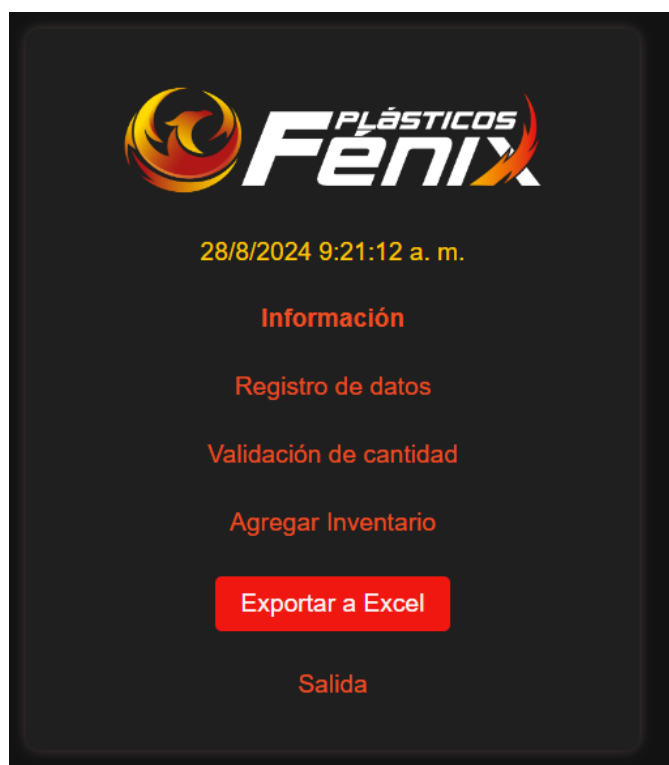 PLÁSTICOS
Fénix
28/8/2024 9:21:12 a. m.
Información
Registro de datos
Validación de cantidad
Agregar Inventario
Exportar a Excel
Salida